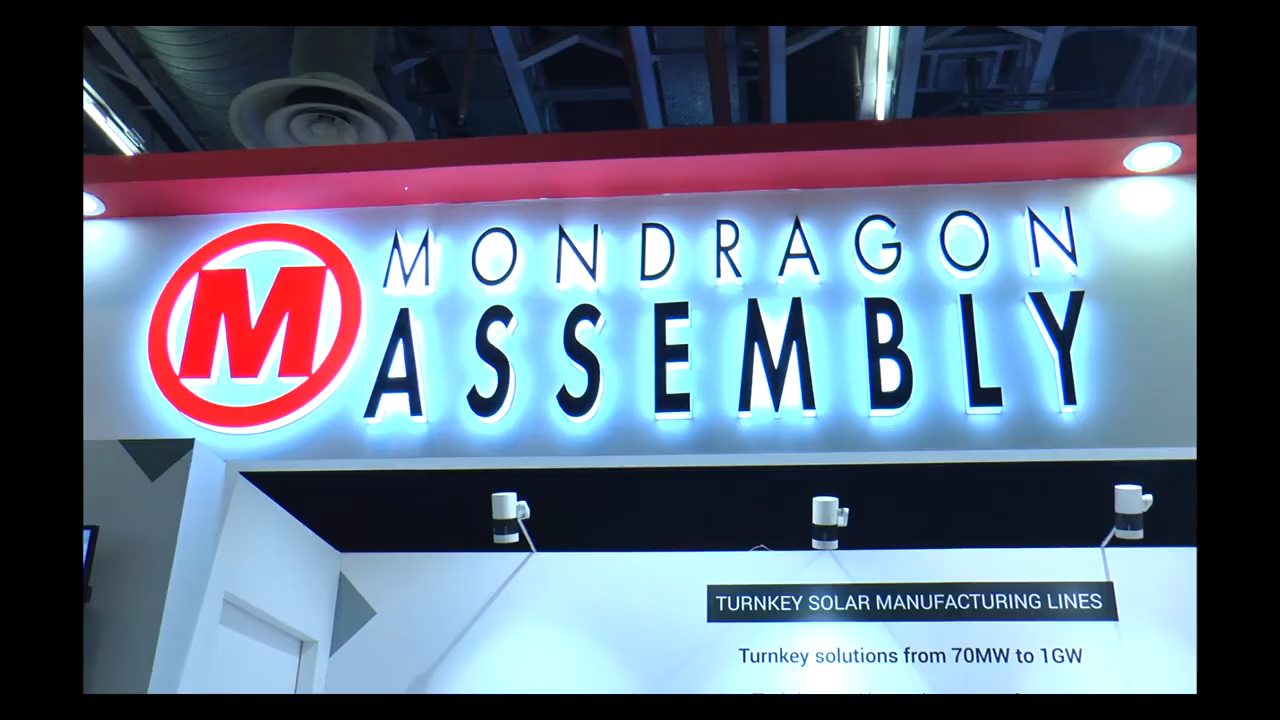 M
MONDRAGON
ASSEMBLY
TURNKEY SOLAR MANUFACTURING LINES
Turnkey solutions from 70MW to 1GW